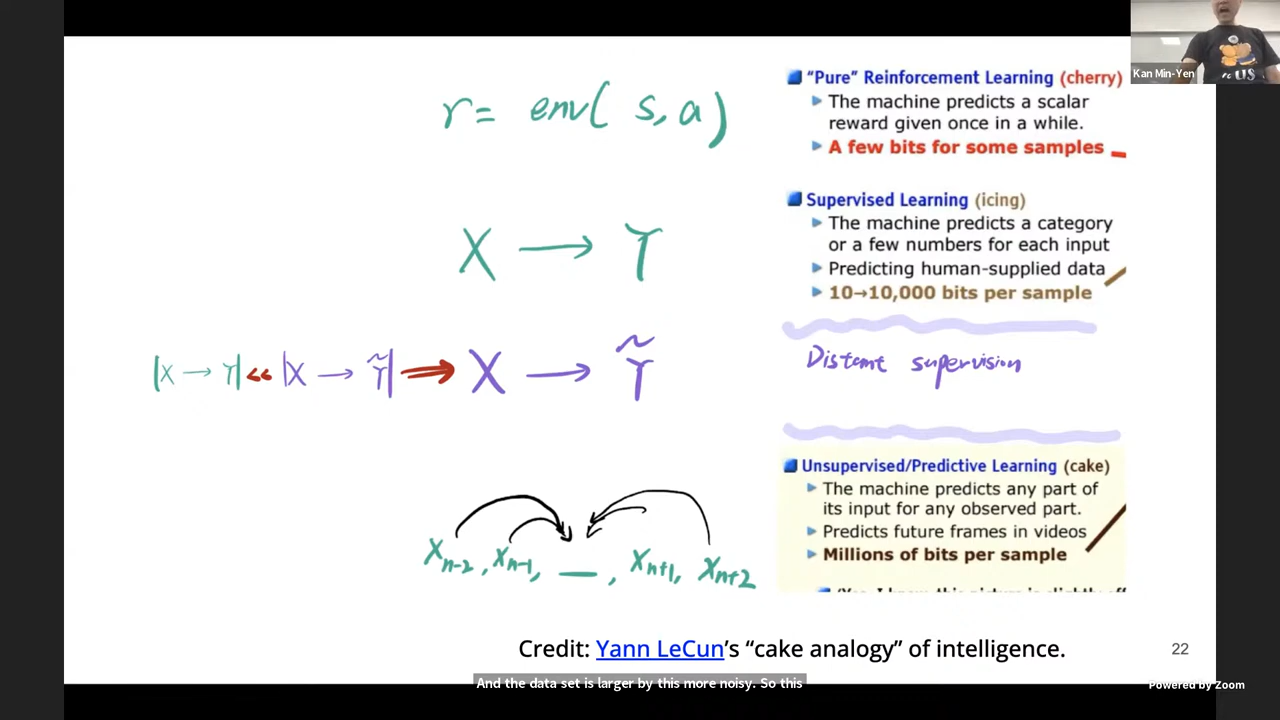 Kan Min-Yen
US
r = env( s, a )
"Pure" Reinforcement Learning (cherry)
The machine predicts a scalar
reward given once in a while.
A few bits for some samples
X → Y
Supervised Learning (icing)
The machine predicts a category
or a few numbers for each input
Predicting human-supplied data
10→10,000 bits per sample
|X → Y| << |X → Ỹ| ⇒ X → Ỹ
Distant supervision
X n-2, X n-1, __, X n+1, X n+2
Unsupervised/Predictive Learning (cake)
The machine predicts any part of
its input for any observed part.
Predicts future frames in videos
Millions of bits per sample
Credit: Yann LeCun's "cake analogy" of intelligence.
22
And the data set is larger by this more noisy. So this
Powered by Zoom